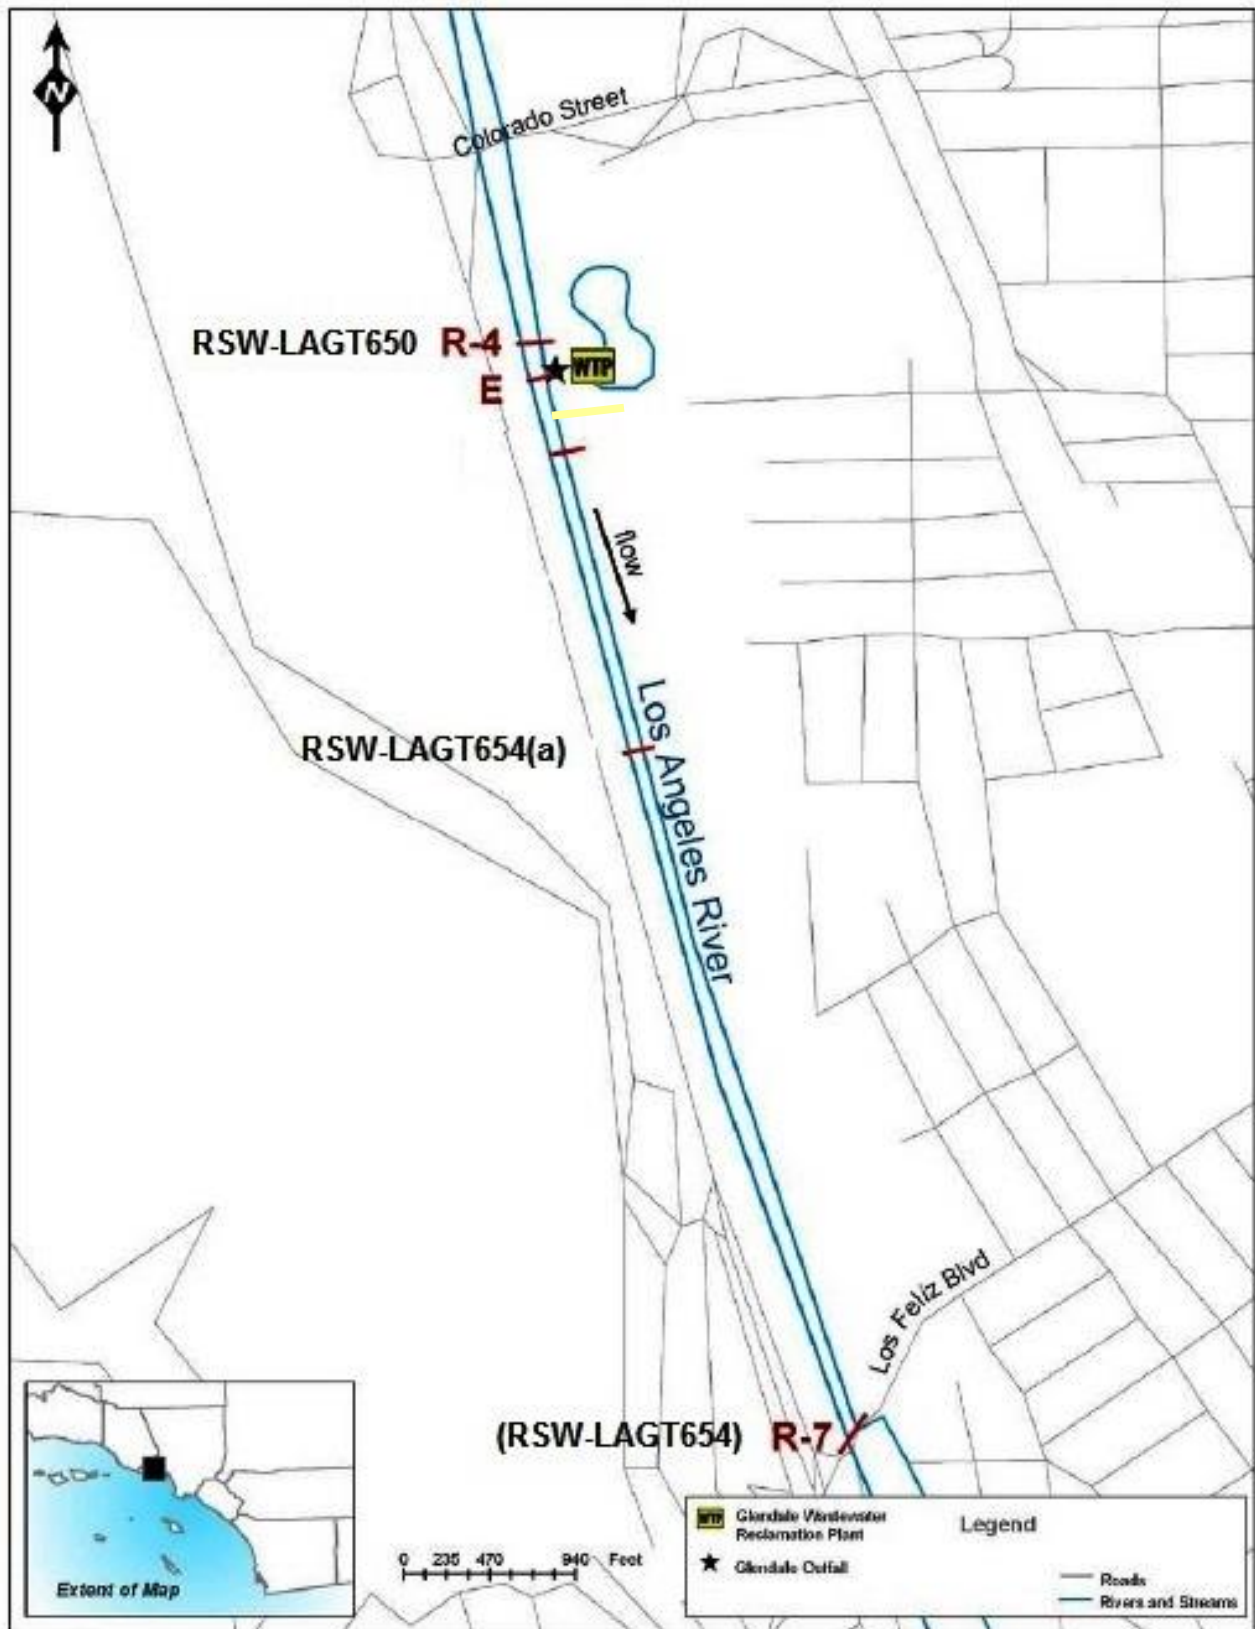 N
Colorado Street
RSW-LAGT650 R-4
WTP
E
flow
Los Angeles River
RSW-LAGT654(a)
Los Feliz Blvd
(RSW-LAGT654) R-7
WTP Glendale Wastewater
Reclamation Plant
Legend
Glendale Outfall
Roads
Rivers and Streams
0 235 470 940 Feet
Extent of Map